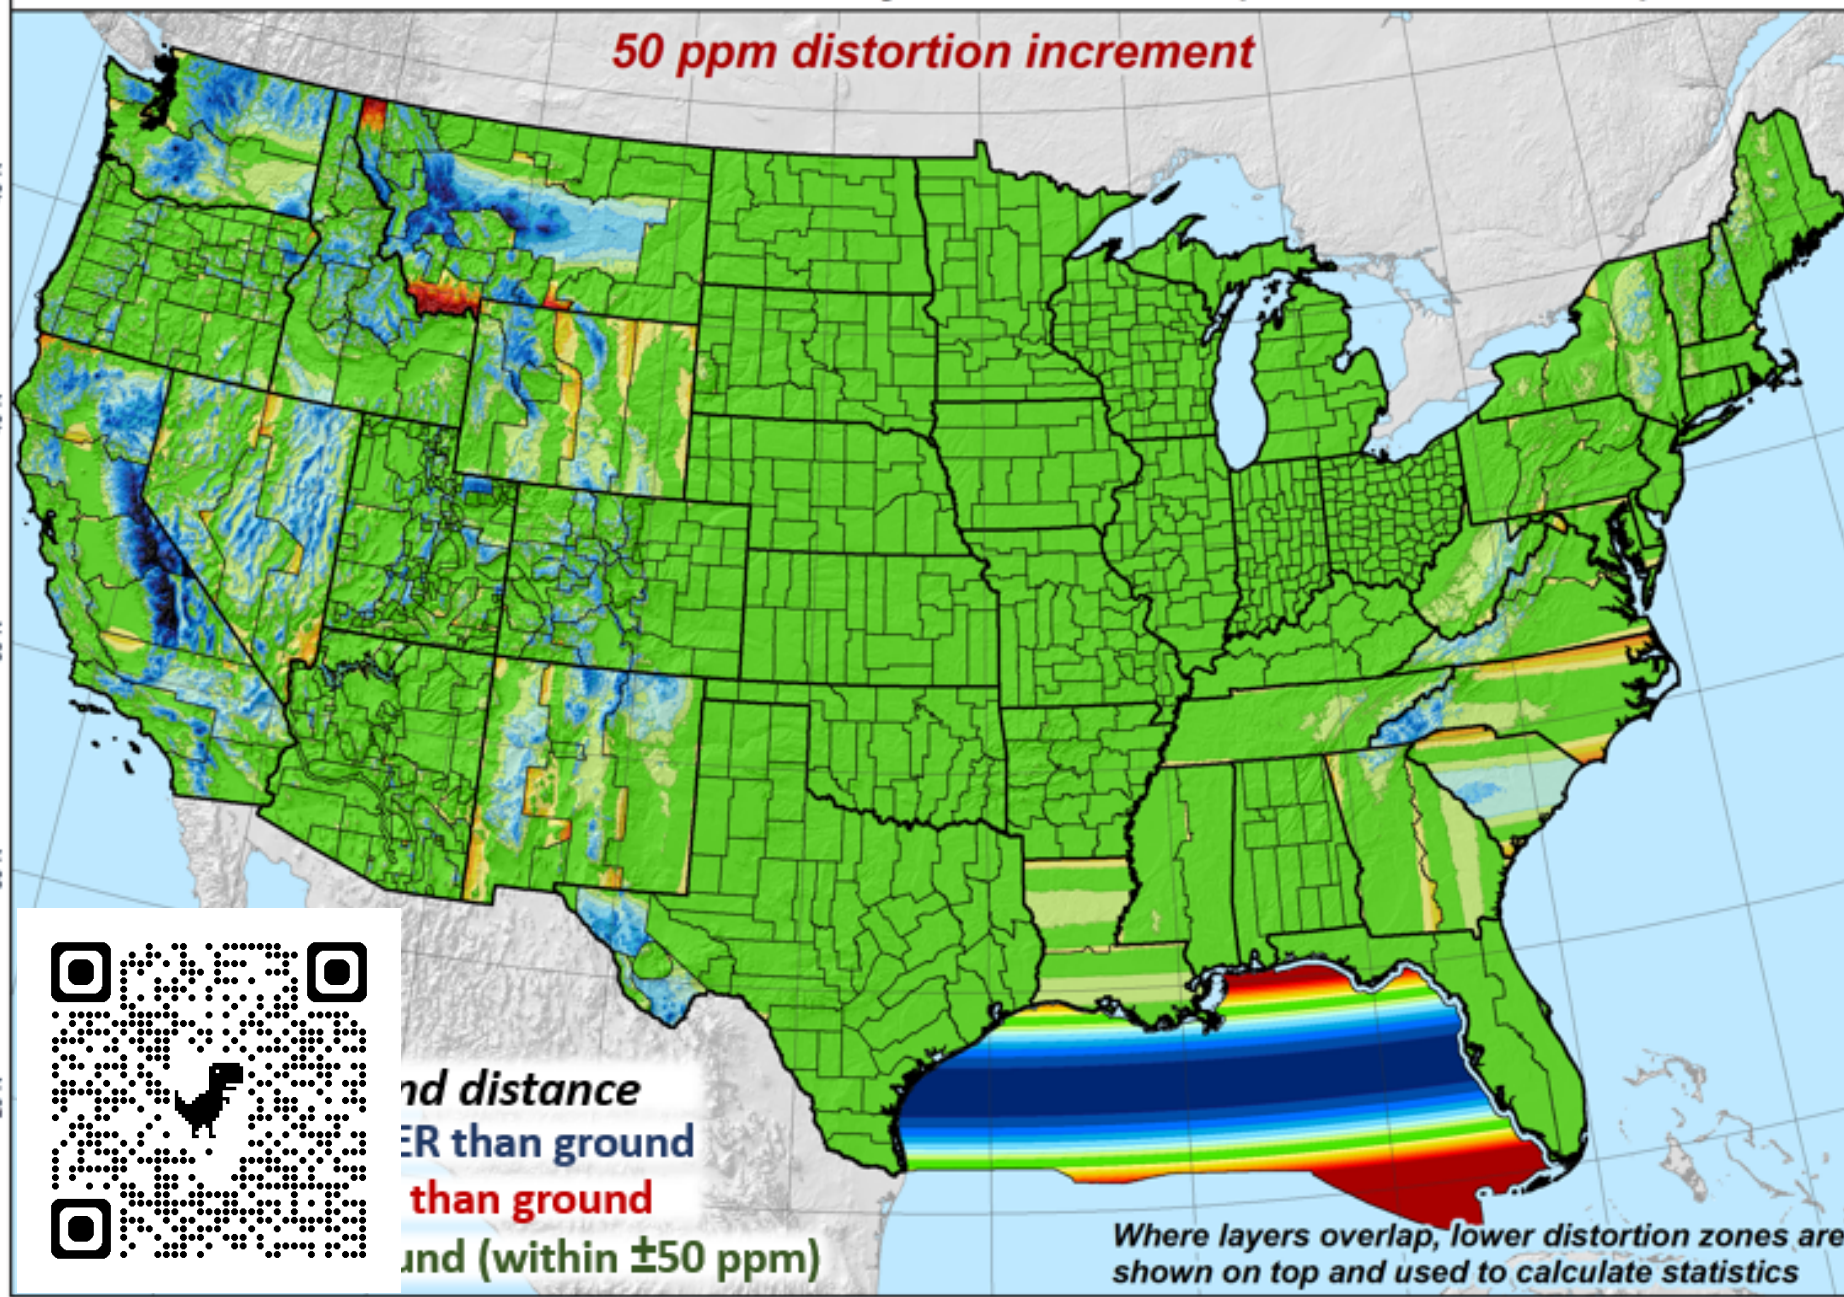 50 ppm distortion increment
nd distance
ER than ground
than ground
und (within ±50 ppm)
Where layers overlap, lower distortion zones are
shown on top and used to calculate statistics